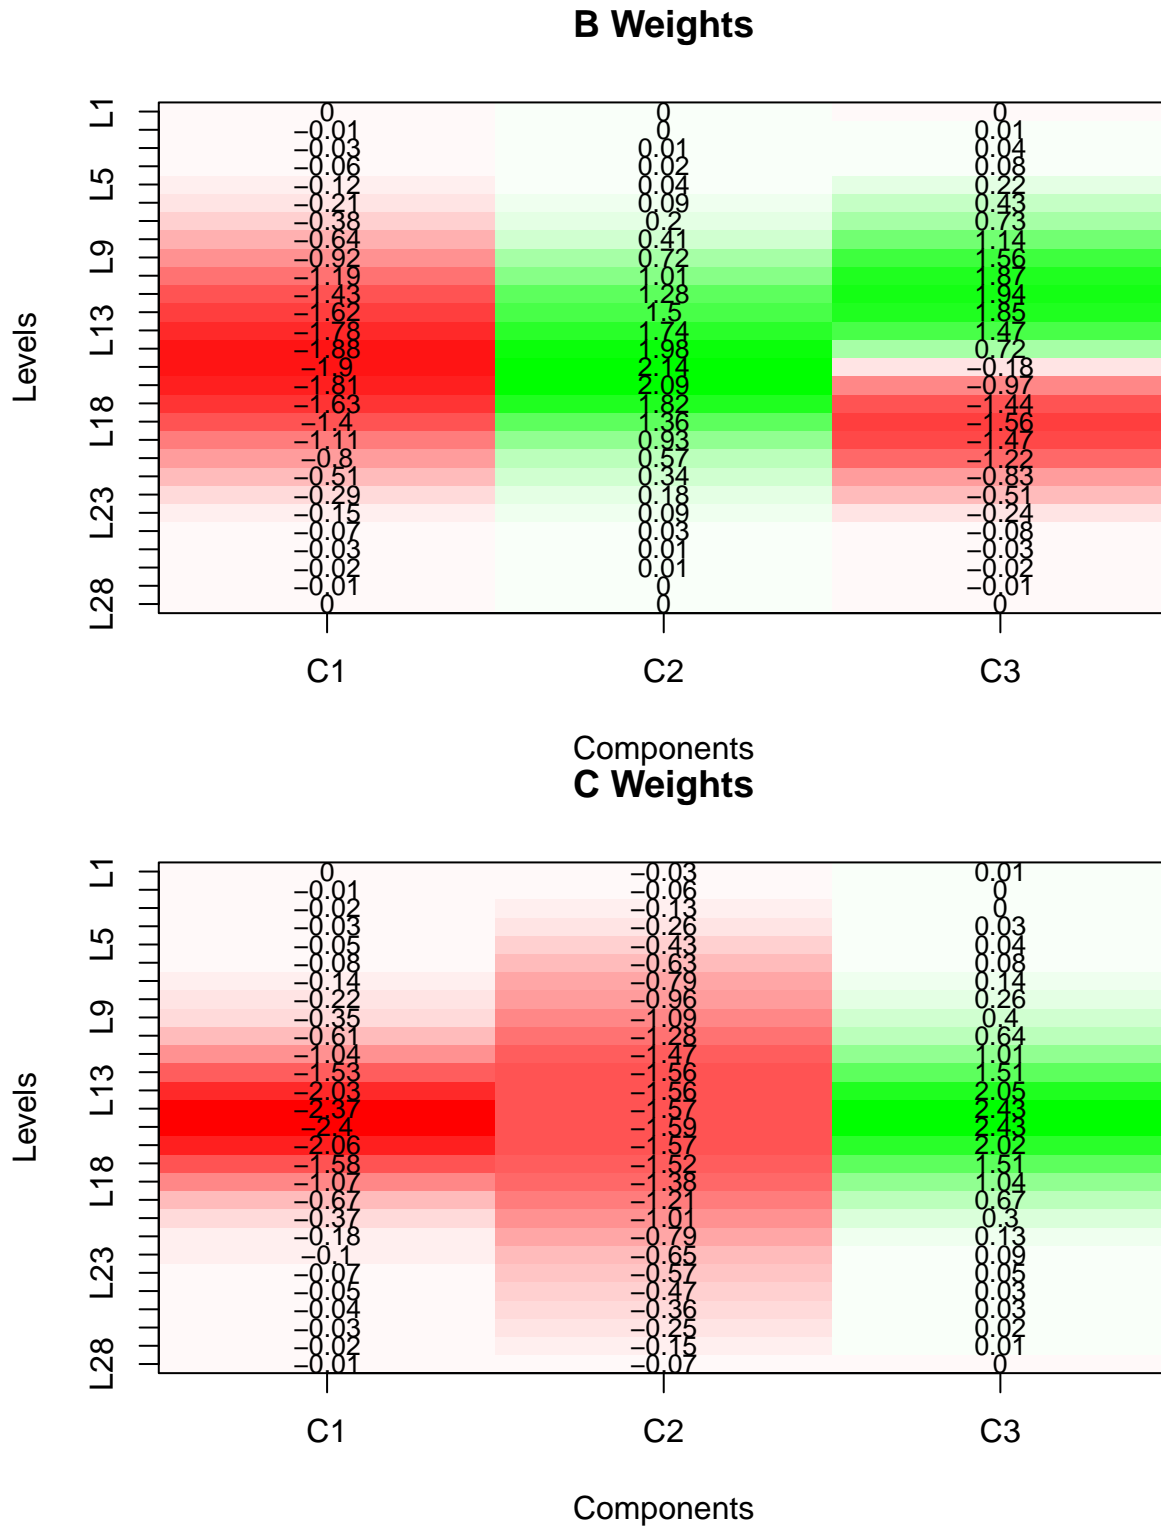 B Weights
Levels
L1
L5
L9
L13
L18
L23
L28
0 0 0
−0.01 0 0.01
−0.03 0.01 0.04
−0.06 0.02 0.08
−0.12 0.04 0.22
−0.21 0.09 0.43
−0.38 0.2 0.73
−0.64 0.41 1.14
−0.92 0.72 1.56
−1.19 1.01 1.87
−1.43 1.28 1.94
−1.62 1.5 1.85
−1.78 1.74 1.47
−1.88 1.98 0.72
−1.9 2.14 −0.18
−1.81 2.09 −0.97
−1.63 1.82 −1.44
−1.4 1.36 −1.56
−1.11 0.93 −1.47
−0.8 0.57 −1.22
−0.51 0.34 −0.83
−0.29 0.18 −0.51
−0.15 0.09 −0.24
−0.07 0.03 −0.08
−0.03 0.01 −0.03
−0.02 0.01 −0.02
−0.01 0 −0.01
0 0 0
C1 C2 C3
Components
C Weights
Levels
L1
L5
L9
L13
L18
L23
L28
0 −0.03 0.01
−0.01 −0.06 0
−0.02 −0.13 0
−0.03 −0.26 0.03
−0.05 −0.43 0.04
−0.08 −0.63 0.08
−0.14 −0.79 0.14
−0.22 −0.96 0.26
−0.35 −1.09 0.4
−0.61 −1.28 0.64
−1.04 −1.47 1.01
−1.53 −1.56 1.51
−2.03 −1.56 2.05
−2.37 −1.57 2.43
−2.4 −1.59 2.43
−2.06 −1.57 2.02
−1.58 −1.52 1.51
−1.07 −1.38 1.04
−0.67 −1.21 0.67
−0.37 −1.01 0.3
−0.18 −0.79 0.13
−0.1 −0.65 0.09
−0.07 −0.57 0.05
−0.05 −0.47 0.03
−0.04 −0.36 0.03
−0.03 −0.25 0.02
−0.02 −0.15 0.01
−0.01 −0.07 0
C1 C2 C3
Components